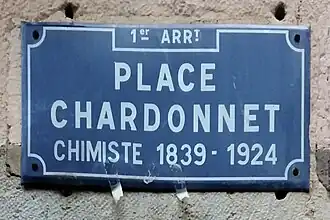 1er ARRT
PLACE
CHARDONNET
CHIMISTE 1839 - 1924